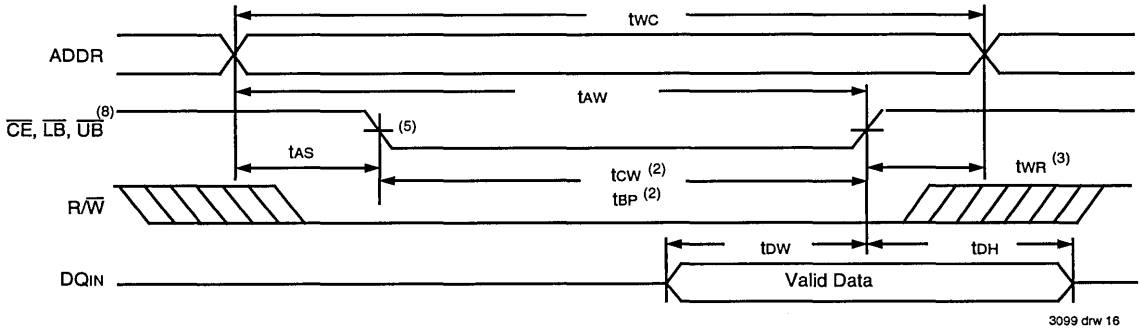 tWC
ADDR
tAW
CE, LB, UB (8)
(5)
tAS
tCW (2)
tWR (3)
tBP (2)
R/W
tDW
tDH
DQIN
Valid Data
3099 drw 16